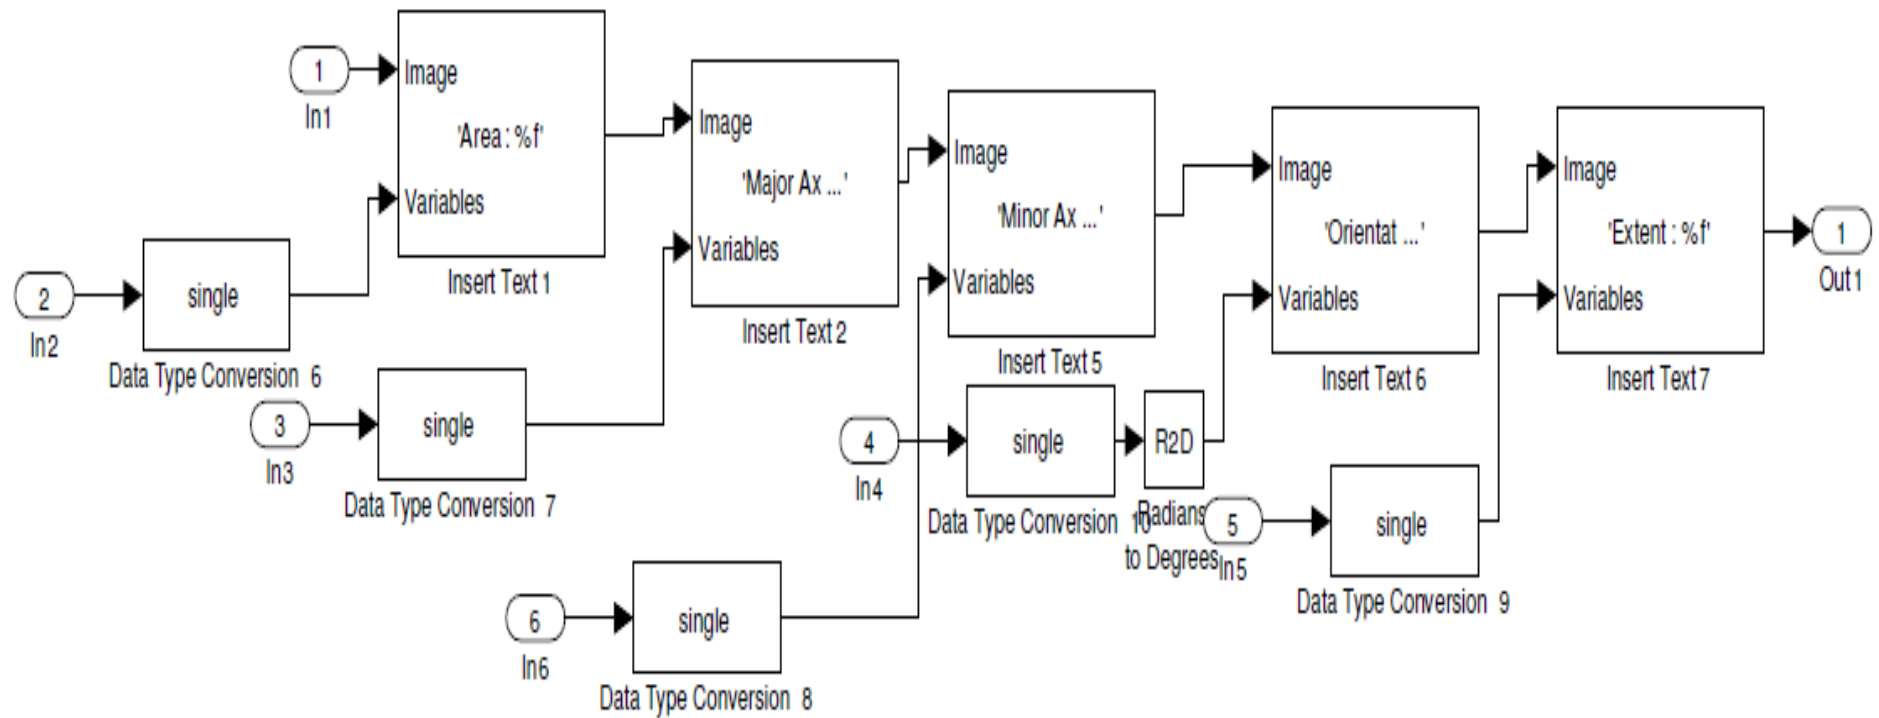 1
In1
Image
'Area : %f'
Variables
Insert Text 1
2
In2
single
Data Type Conversion 6
Image
'Major Ax ...'
Variables
Insert Text 2
3
In3
single
Data Type Conversion 7
Image
'Minor Ax ...'
Variables
Insert Text 5
6
In6
single
Data Type Conversion 8
Image
'Orientat ...'
Variables
Insert Text 6
4
In4
single
Data Type Conversion 10
R2D
Radians
to Degrees
Image
'Extent : %f'
Variables
Insert Text 7
5
In5
single
Data Type Conversion 9
1
Out1